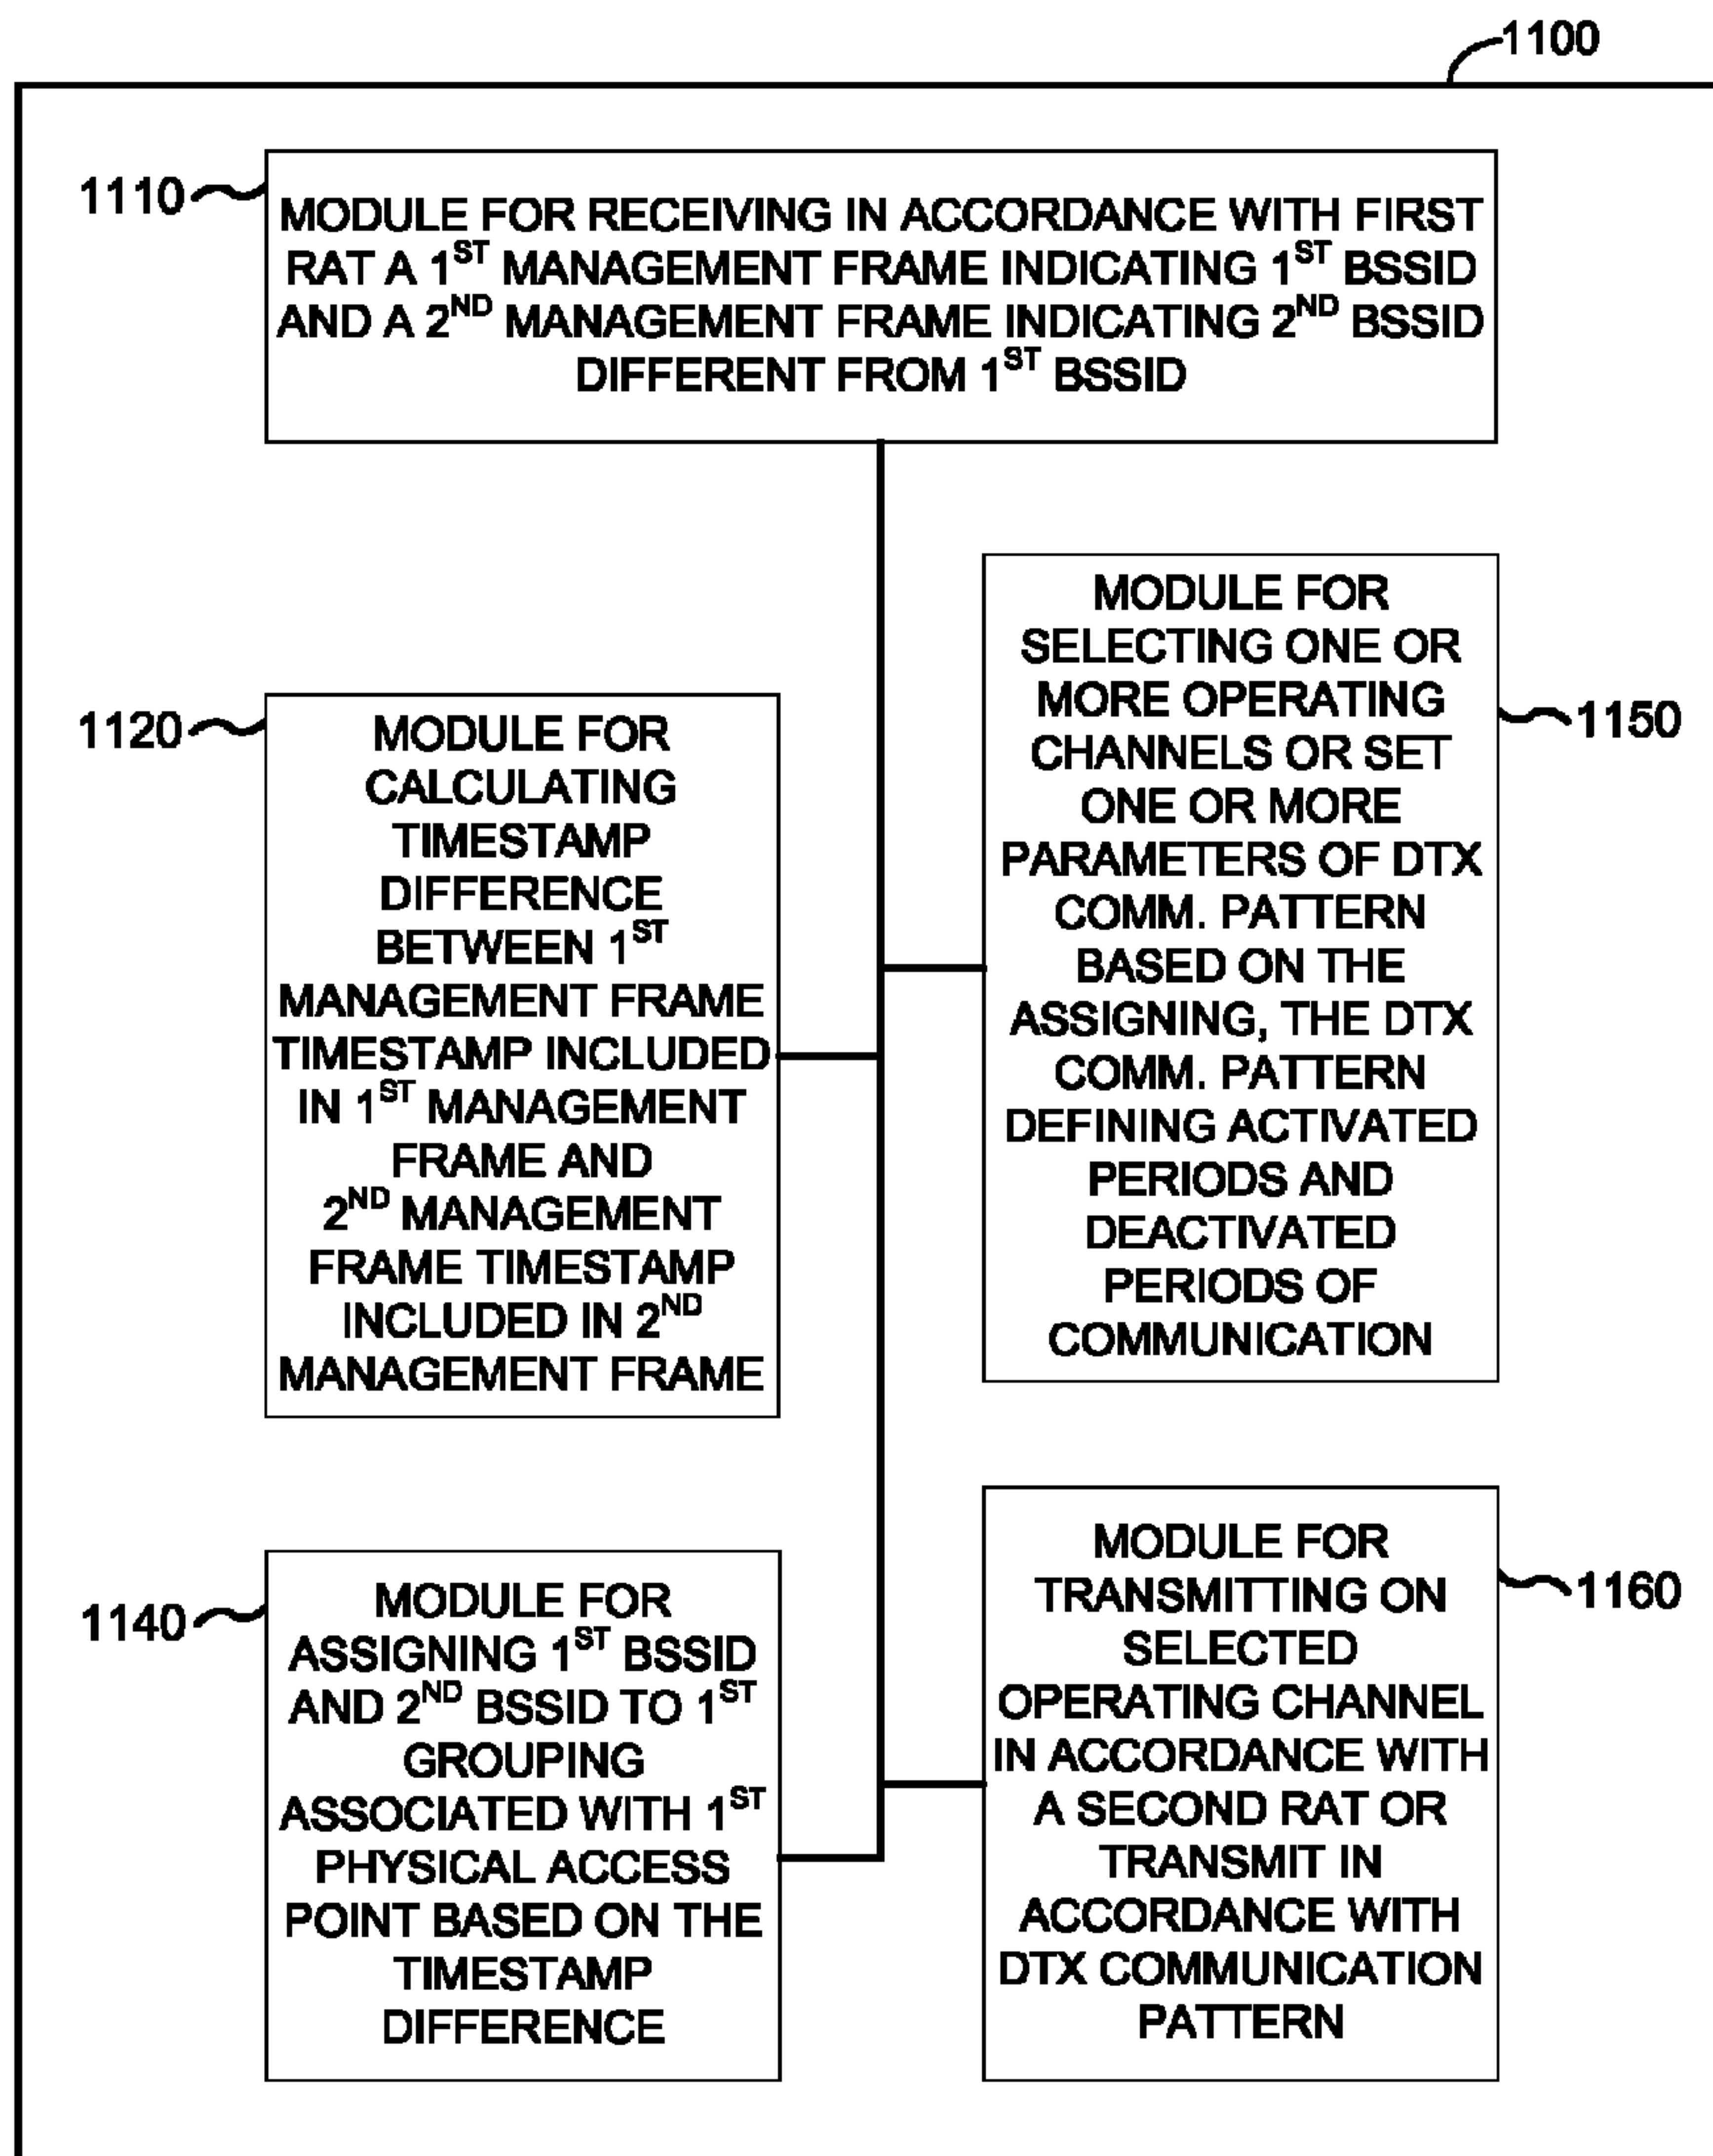 1100
1110
MODULE FOR RECEIVING IN ACCORDANCE WITH FIRST
RAT A 1ST MANAGEMENT FRAME INDICATING 1ST BSSID
AND A 2ND MANAGEMENT FRAME INDICATING 2ND BSSID
DIFFERENT FROM 1ST BSSID
1120
MODULE FOR
CALCULATING
TIMESTAMP
DIFFERENCE
BETWEEN 1ST
MANAGEMENT FRAME
TIMESTAMP INCLUDED
IN 1ST MANAGEMENT
FRAME AND
2ND MANAGEMENT
FRAME TIMESTAMP
INCLUDED IN 2ND
MANAGEMENT FRAME
1150
MODULE FOR
SELECTING ONE OR
MORE OPERATING
CHANNELS OR SET
ONE OR MORE
PARAMETERS OF DTX
COMM. PATTERN
BASED ON THE
ASSIGNING, THE DTX
COMM. PATTERN
DEFINING ACTIVATED
PERIODS AND
DEACTIVATED
PERIODS OF
COMMUNICATION
1140
MODULE FOR
ASSIGNING 1ST BSSID
AND 2ND BSSID TO 1ST
GROUPING
ASSOCIATED WITH 1ST
PHYSICAL ACCESS
POINT BASED ON THE
TIMESTAMP
DIFFERENCE
1160
MODULE FOR
TRANSMITTING ON
SELECTED
OPERATING CHANNEL
IN ACCORDANCE WITH
A SECOND RAT OR
TRANSMIT IN
ACCORDANCE WITH
DTX COMMUNICATION
PATTERN